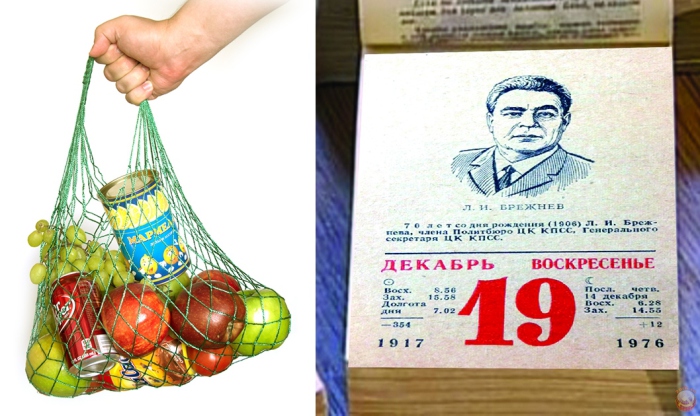 МАРМЕ
Л. И. БРЕЖНЕВ
70 лет со дня рождения (1906) Л. И. Бреж-
нева, члена Политбюро ЦК КПСС, Генерального
секретаря ЦК КПСС.
ДЕКАБРЬ ВОСКРЕСЕНЬЕ
Восх. 8.56
Зах. 15.58
Долгота
дня 7.02
—354
19
Посл. четв.
14 декабря
Восх. 6.28
Зах. 14.55
+12
1917 1976